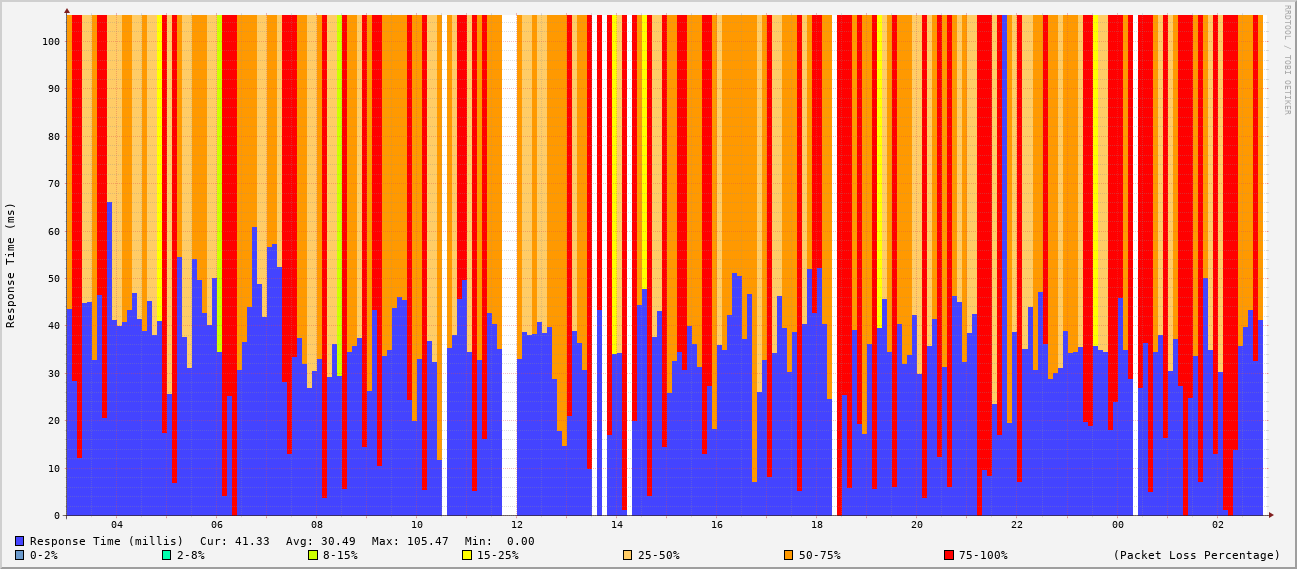 RRDTOOL / TOBI OETIKER
Response Time (ms)
100
90
80
70
60
50
40
30
20
10
0
04 06 08 10 12 14 16 18 20 22 00 02
Response Time (millis) Cur: 41.33 Avg: 30.49 Max: 105.47 Min: 0.00
0-2% 2-8% 8-15% 15-25% 25-50% 50-75% 75-100% (Packet Loss Percentage)